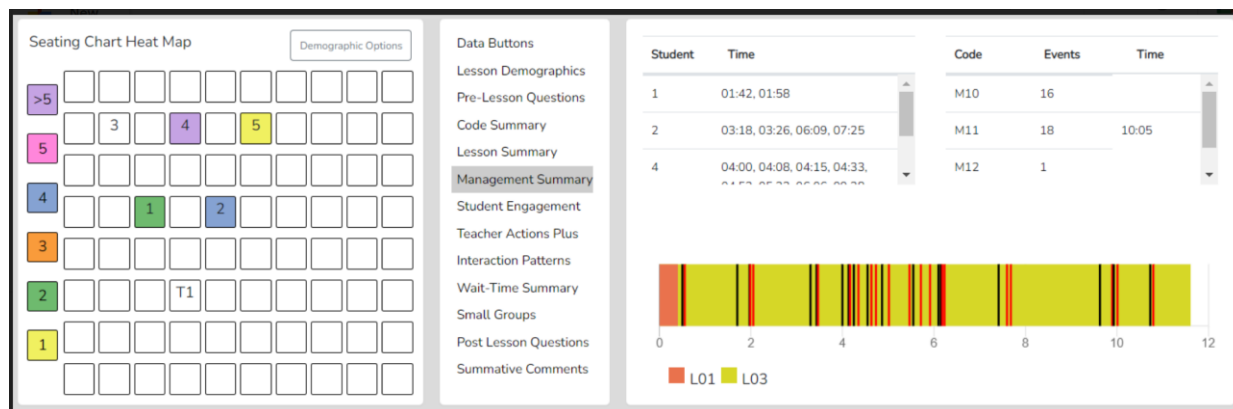 Seating Chart Heat Map
Demographic Options
>5
5
4
3
2
1
3 4 5
1 2
T1
Data Buttons
Lesson Demographics
Pre-Lesson Questions
Code Summary
Lesson Summary
Management Summary
Student Engagement
Teacher Actions Plus
Interaction Patterns
Wait-Time Summary
Small Groups
Post Lesson Questions
Summative Comments
Student Time
1 01:42, 01:58
2 03:18, 03:26, 06:09, 07:25
4 04:00, 04:08, 04:15, 04:33,
Code Events Time
M10 16
M11 18 10:05
M12 1
0 2 4 6 8 10 12
L01 L03